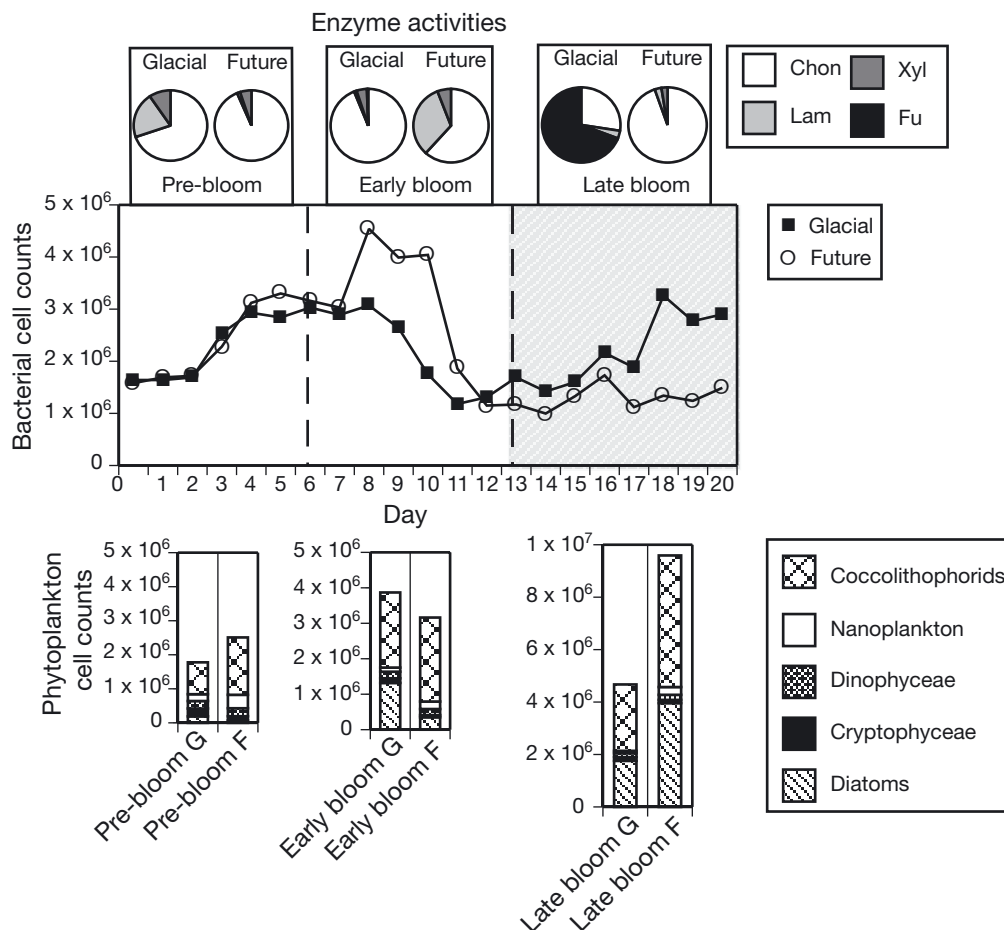 Enzyme activities
Glacial Future
Pre-bloom
Glacial Future
Early bloom
Glacial Future
Late bloom
Chon Xyl
Lam Fu
Glacial
Future
Bacterial cell counts
5 x 10⁶
4 x 10⁶
3 x 10⁶
2 x 10⁶
1 x 10⁶
0
0 1 2 3 4 5 6 7 8 9 10 11 12 13 14 15 16 17 18 19 20
Day
Phytoplankton
cell counts
5 x 10⁶
4 x 10⁶
3 x 10⁶
2 x 10⁶
1 x 10⁶
0
Pre-bloom G
Pre-bloom F
5 x 10⁶
4 x 10⁶
3 x 10⁶
2 x 10⁶
1 x 10⁶
0
Early bloom G
Early bloom F
1 x 10⁷
8 x 10⁶
6 x 10⁶
4 x 10⁶
2 x 10⁶
0
Late bloom G
Late bloom F
Coccolithophorids
Nanoplankton
Dinophyceae
Cryptophyceae
Diatoms